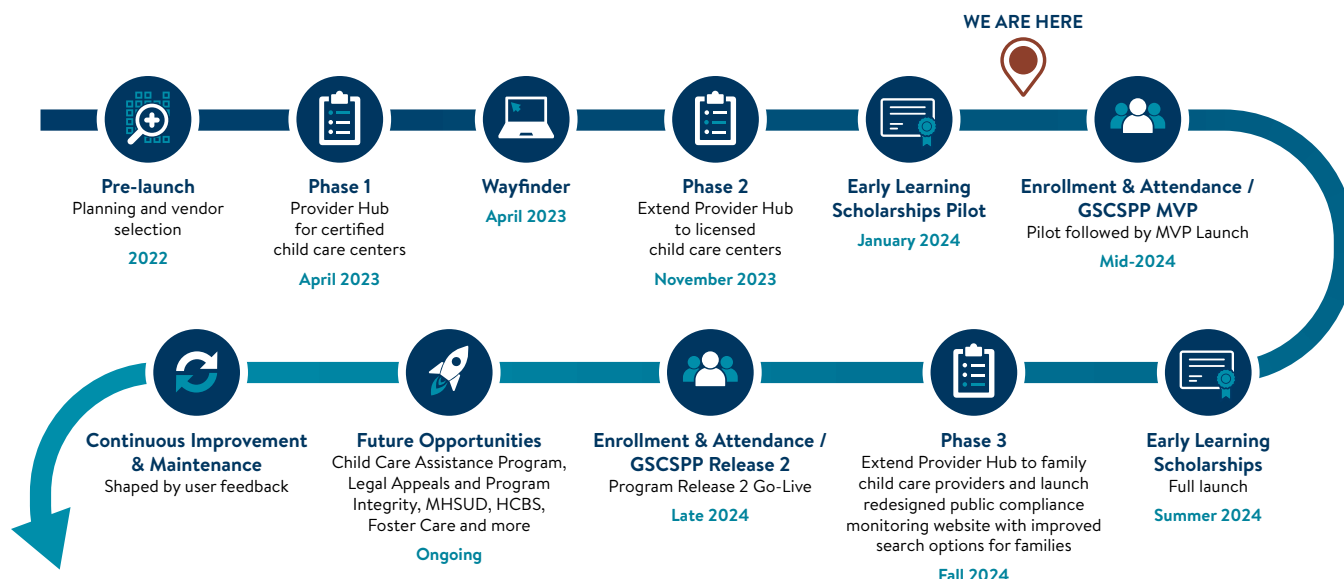 WE ARE HERE
Pre-launch
Planning and vendor
selection
2022
Phase 1
Provider Hub
for certified
child care centers
April 2023
Wayfinder
April 2023
Phase 2
Extend Provider Hub
to licensed
child care centers
November 2023
Early Learning
Scholarships Pilot
January 2024
Enrollment & Attendance /
GSCSPP MVP
Pilot followed by MVP Launch
Mid-2024
Early Learning
Scholarships
Full launch
Summer 2024
Phase 3
Extend Provider Hub to family
child care providers and launch
redesigned public compliance
monitoring website with improved
search options for families
Fall 2024
Enrollment & Attendance /
GSCSPP Release 2
Program Release 2 Go-Live
Late 2024
Future Opportunities
Child Care Assistance Program,
Legal Appeals and Program
Integrity, MHSUD, HCBS,
Foster Care and more
Ongoing
Continuous Improvement
& Maintenance
Shaped by user feedback